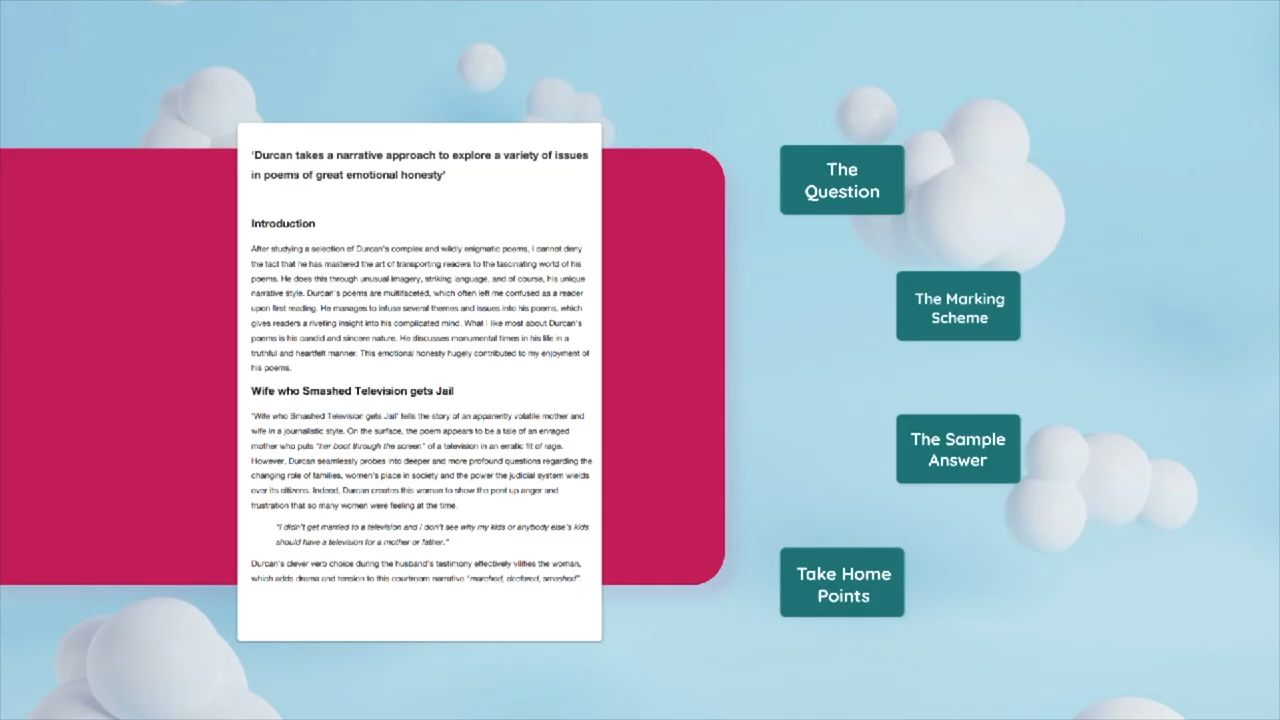 'Durcan takes a narrative approach to explore a variety of issues
in poems of great emotional honesty'
Introduction
After studying a selection of Durcan's complex and wildly enigmatic poems, I cannot deny
the fact that he has mastered the art of transporting readers to the fascinating world of his
poems. He does this through unusual imagery, striking language, and of course, his unique
narrative style. Durcan's poems are multifaceted, which often left me confused as a reader
upon first reading. He manages to infuse several themes and issues into his poems, which
gives readers a riveting insight into his complicated mind. What I like most about Durcan's
poems is his candid and sincere nature. He discusses monumental times in his life in a
truthful and heartfelt manner. This emotional honesty hugely contributed to my enjoyment of
his poems.
Wife who Smashed Television gets Jail
"Wife who Smashed Television gets Jail" tells the story of an apparently volatile mother and
wife in a journalistic style. On the surface, the poem appears to be a tale of an enraged
mother who puts "her boot through the screen" of a television in an erratic fit of rage.
However, Durcan seamlessly probes into deeper and more profound questions regarding the
changing role of families, women's place in society and the power the judicial system wields
over its citizens. Indeed, Durcan creates this woman to show the pent up anger and
frustration that so many women were feeling at the time.
"I didn't get married to a television and I don't see why my kids or anybody else's kids
should have a television for a mother or father."
Durcan's clever verb choice during the husband's testimony effectively vilifies the woman,
which adds drama and tension to this courtroom narrative "marched, declared, smashed".
The
Question
The Marking
Scheme
The Sample
Answer
Take Home
Points